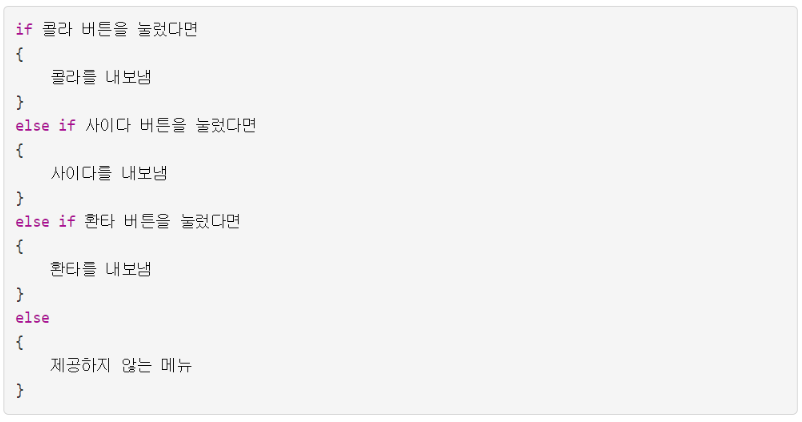 if 콜라 버튼을 눌렀다면
{
    콜라를 내보냄
}
else if 사이다 버튼을 눌렀다면
{
    사이다를 내보냄
}
else if 환타 버튼을 눌렀다면
{
    환타를 내보냄
}
else
{
    제공하지 않는 메뉴
}